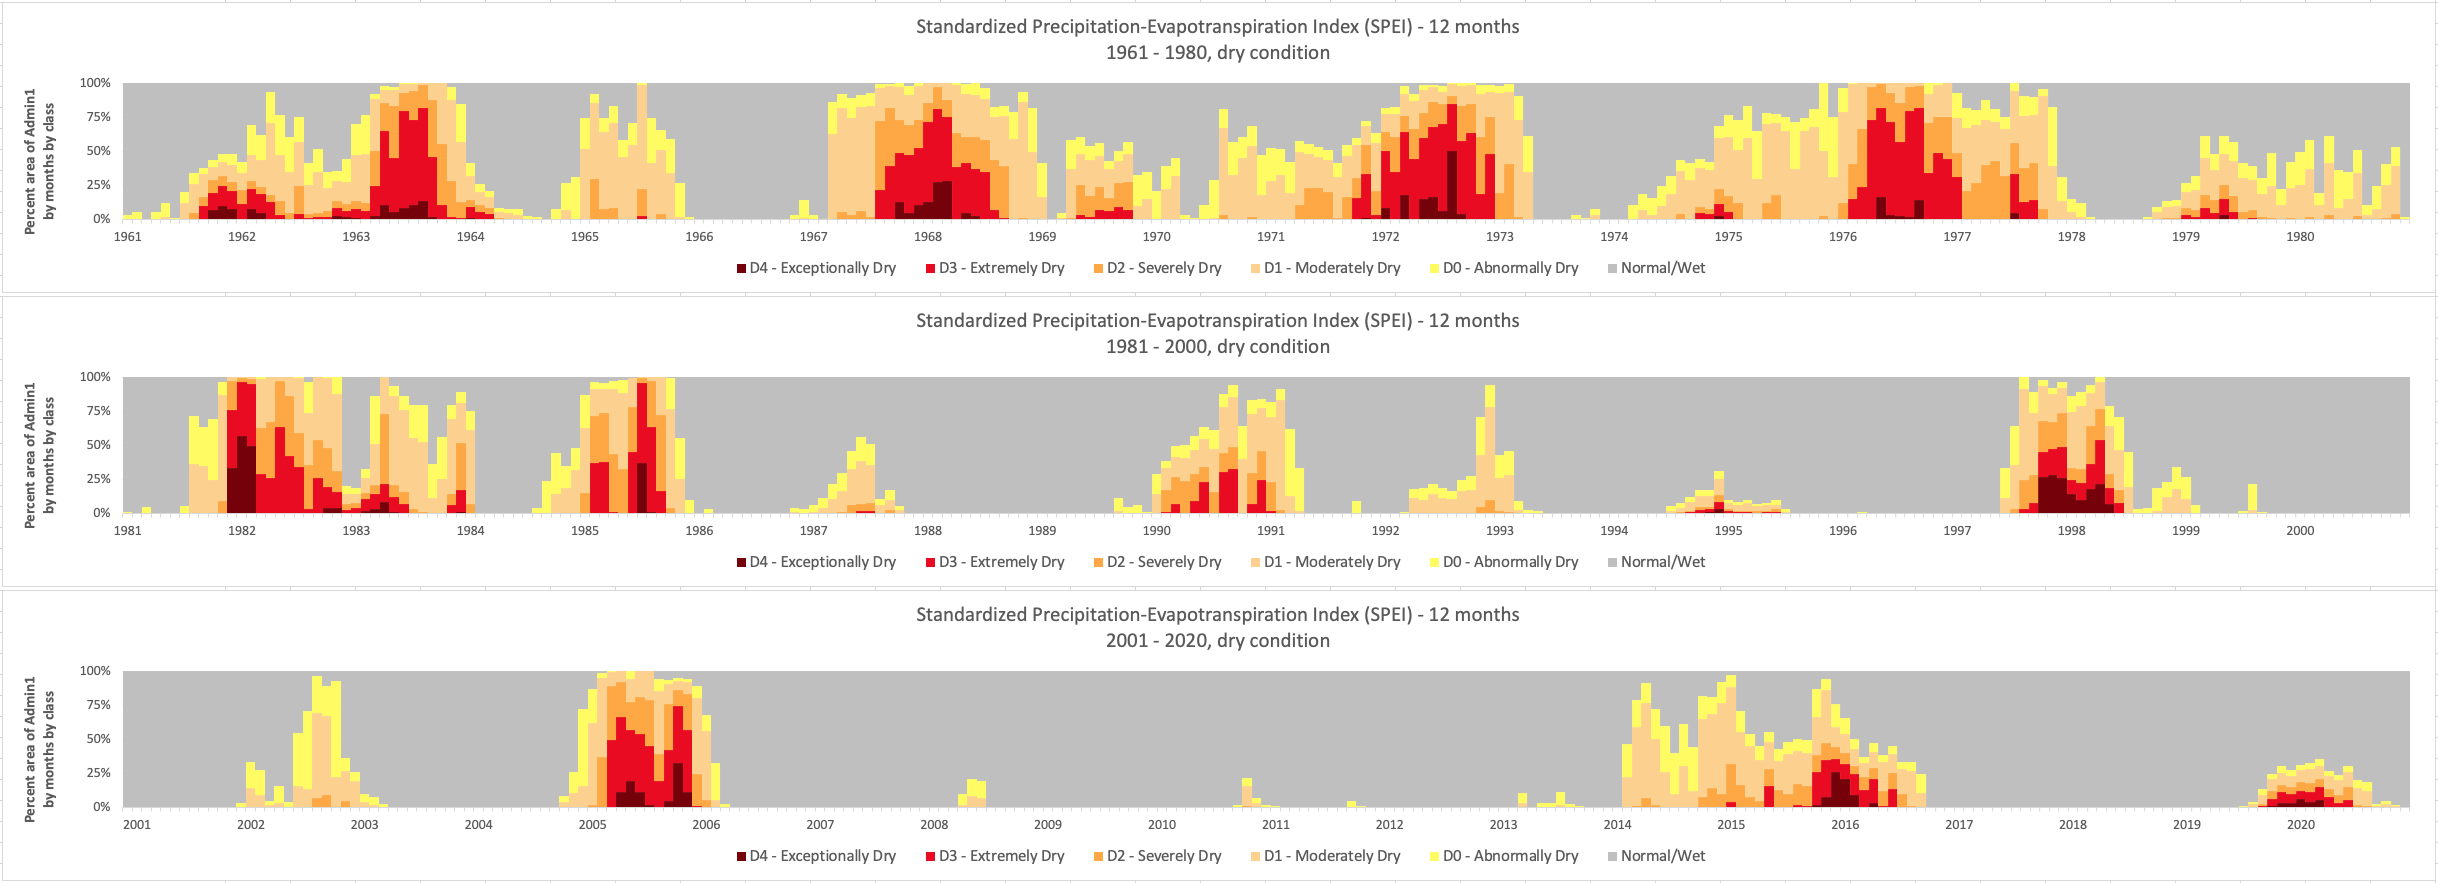 Standardized Precipitation-Evapotranspiration Index (SPEI) - 12 months
1961 - 1980, dry condition
Percent area of Admin1
by months by class
100%
75%
50%
25%
0%
1961 1962 1963 1964 1965 1966 1967 1968 1969 1970 1971 1972 1973 1974 1975 1976 1977 1978 1979 1980
D4 - Exceptionally Dry D3 - Extremely Dry D2 - Severely Dry D1 - Moderately Dry D0 - Abnormally Dry Normal/Wet
Standardized Precipitation-Evapotranspiration Index (SPEI) - 12 months
1981 - 2000, dry condition
Percent area of Admin1
by months by class
100%
75%
50%
25%
0%
1981 1982 1983 1984 1985 1986 1987 1988 1989 1990 1991 1992 1993 1994 1995 1996 1997 1998 1999 2000
D4 - Exceptionally Dry D3 - Extremely Dry D2 - Severely Dry D1 - Moderately Dry D0 - Abnormally Dry Normal/Wet
Standardized Precipitation-Evapotranspiration Index (SPEI) - 12 months
2001 - 2020, dry condition
Percent area of Admin1
by months by class
100%
75%
50%
25%
0%
2001 2002 2003 2004 2005 2006 2007 2008 2009 2010 2011 2012 2013 2014 2015 2016 2017 2018 2019 2020
D4 - Exceptionally Dry D3 - Extremely Dry D2 - Severely Dry D1 - Moderately Dry D0 - Abnormally Dry Normal/Wet